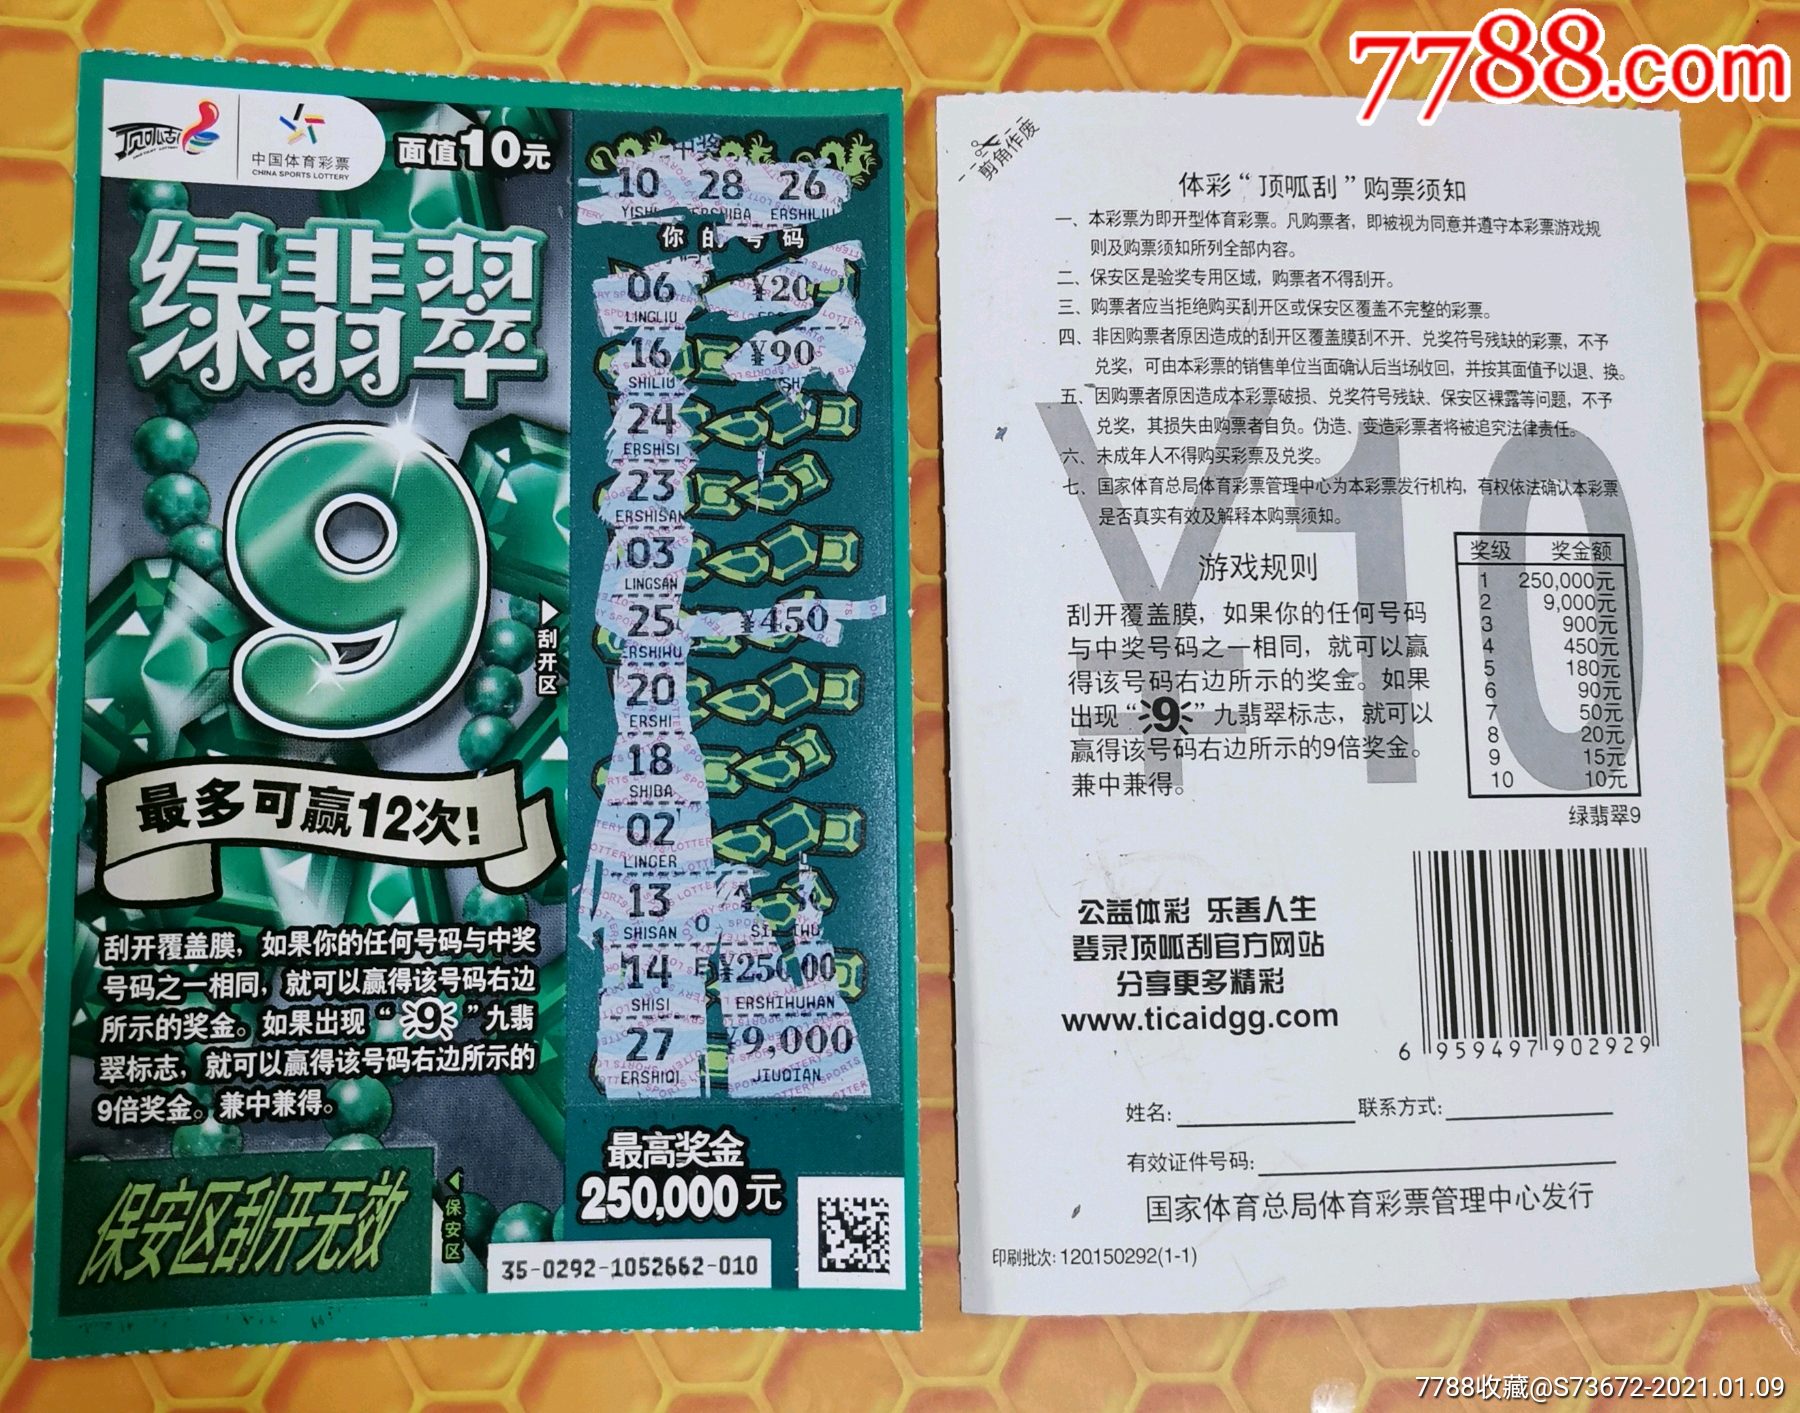 7788.com
顶呱刮
中国体育彩票
CHINA SPORTS LOTTERY
面值10元
绿翡翠
9
最多可赢12次!
刮开区
刮开覆盖膜，如果你的任何号码与中奖
号码之一相同，就可以赢得该号码右边
所示的奖金。如果出现“9”九翡
翠标志，就可以赢得该号码右边所示的
9倍奖金。兼中兼得。
保安区刮开无效
保安区
中奖
10 28 26
YISHI ERSHIBA ERSHILIU
你的号码
06 ¥20
LINGLIU
16 ¥90
SHILIU
24
ERSHISI
23
ERSHISAN
03
LINGSAN
25 ¥450
ERSHIWU
20
ERSHI
18
SHIBA
02
LINGER
13
SHISAN
14
SHISI ERSHIWUWAN
27 ¥9,000
ERSHIQI JIUQIAN
最高奖金
250,000元
35-0292-1052662-010
剪角作废
体彩“顶呱刮”购票须知
一、本彩票为即开型体育彩票。凡购票者，即被视为同意并遵守本彩票游戏规
则及购票须知所列全部内容。
二、保安区是验奖专用区域，购票者不得刮开。
三、购票者应当拒绝购买刮开区或保安区覆盖不完整的彩票。
四、非因购票者原因造成的刮开区覆盖膜刮不开、兑奖符号残缺的彩票，不予
兑奖，可由本彩票的销售单位当面确认后当场收回，并按其面值予以退、换。
五、因购票者原因造成本彩票破损、兑奖符号残缺、保安区裸露等问题，不予
兑奖，其损失由购票者自负。伪造、变造彩票者将被追究法律责任。
六、未成年人不得购买彩票及兑奖。
七、国家体育总局体育彩票管理中心为本彩票发行机构，有权依法确认本彩票
是否真实有效及解释本购票须知。
¥10
游戏规则
刮开覆盖膜，如果你的任何号码
与中奖号码之一相同，就可以赢
得该号码右边所示的奖金。如果
出现“9”九翡翠标志，就可以
赢得该号码右边所示的9倍奖金。
兼中兼得。
奖级 奖金额
1 250,000元
2 9,000元
3 900元
4 450元
5 180元
6 90元
7 50元
8 20元
9 15元
10 10元
绿翡翠9
公益体彩 乐善人生
登录顶呱刮官方网站
分享更多精彩
www.ticaidgg.com
6 959497 902929
姓名: 联系方式:
有效证件号码:
国家体育总局体育彩票管理中心发行
印刷批次: 120150292(1-1)
7788收藏@S73672-2021.01.09